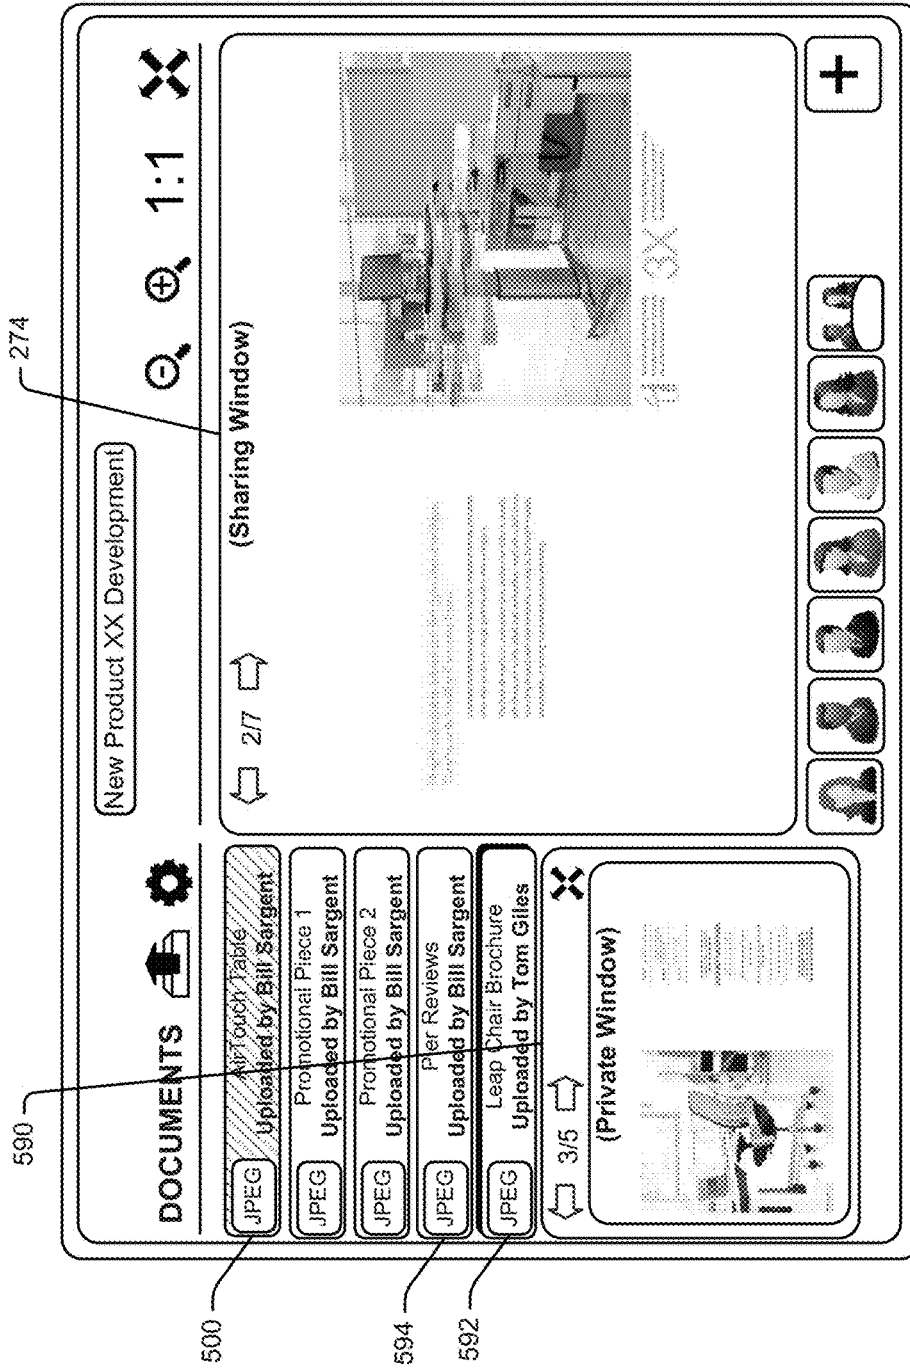 New Product XX Development
DOCUMENTS
1:1
274
590
500
594
592
JPEG
AirTouch Table
Uploaded by Bill Sargent
JPEG
Promotional Piece 1
Uploaded by Bill Sargent
JPEG
Promotional Piece 2
Uploaded by Bill Sargent
JPEG
Pier Reviews
Uploaded by Bill Sargent
JPEG
Leap Chair Brochure
Uploaded by Tom Giles
3/5
(Private Window)
2/7
(Sharing Window)
3X